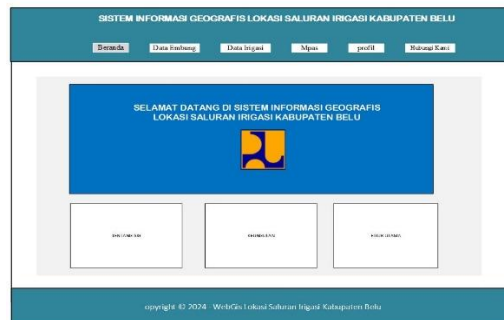 SISTEM INFORMASI GEOGRAFIS LOKASI SALURAN IRIGASI KABUPATEN BELU
Beranda Data Embung Data Irigasi Mpas profil Hubungi Kami
SELAMAT DATANG DI SISTEM INFORMASI GEOGRAFIS
LOKASI SALURAN IRIGASI KABUPATEN BELU
opyright © 2024 - WebGis Lokasi Saluran Irigasi Kabupaten Belu